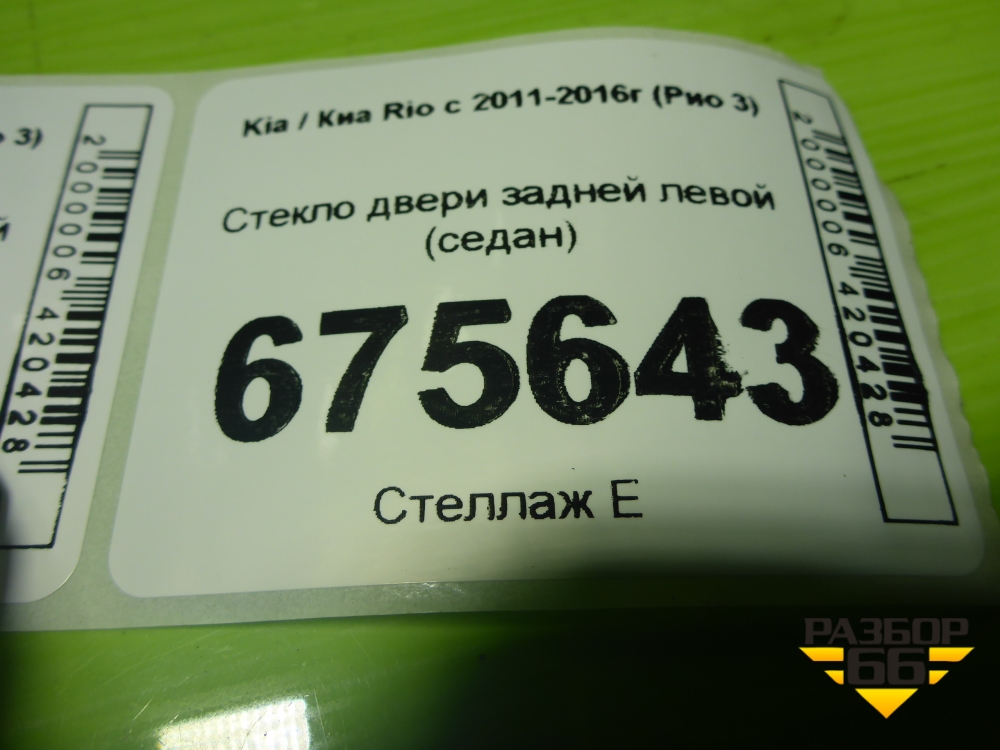 Kia / Киа Rio с 2011-2016г (Рио 3)
Стекло двери задней левой
(седан)
675643
Стеллаж Е
2000006420428
3)
й
2000006420428
РАЗБОР
66